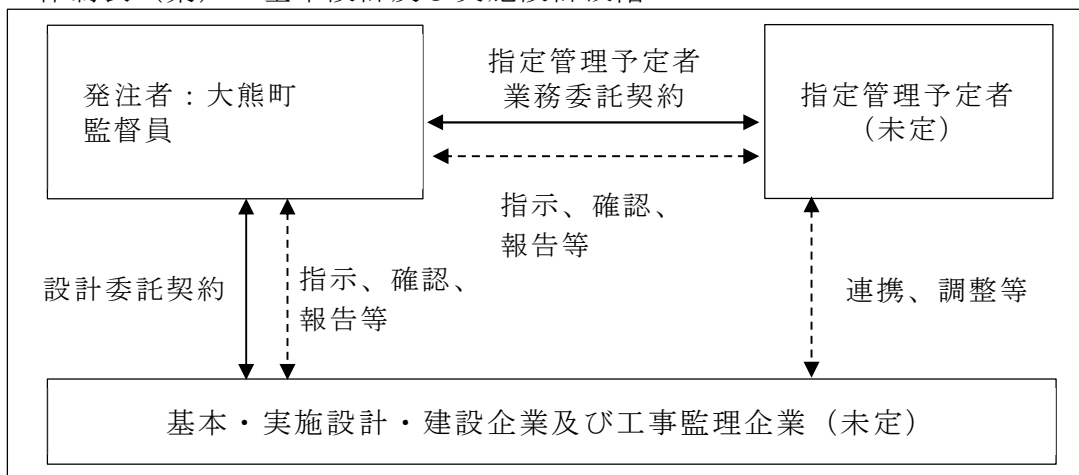 発注者：大熊町
監督員
指定管理予定者
業務委託契約
指定管理予定者
（未定）
指示、確認、
報告等
設計委託契約
指示、確認、
報告等
連携、調整等
基本・実施設計・建設企業及び工事監理企業（未定）